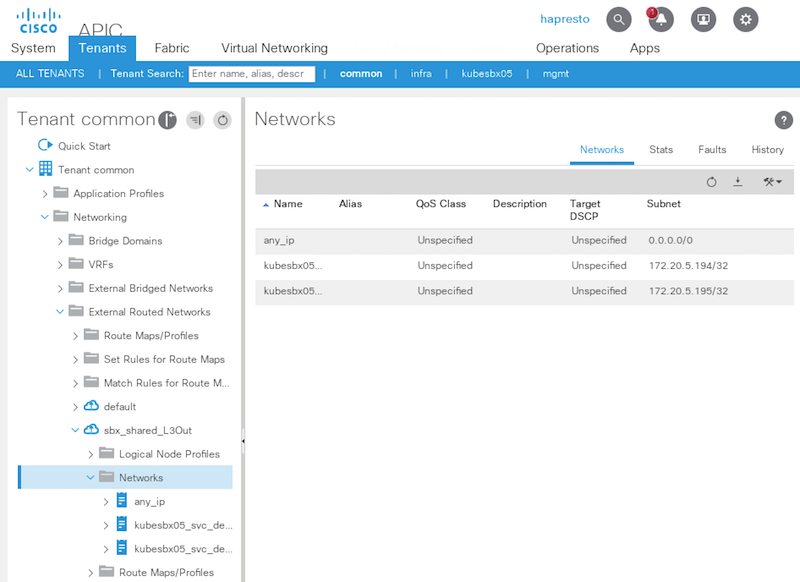 CISCO APIC
hapresto
1
System Tenants Fabric Virtual Networking Operations Apps
ALL TENANTS | Tenant Search: Enter name, alias, descr | common | infra | kubesbx05 | mgmt
Tenant common
Quick Start
Tenant common
Application Profiles
Networking
Bridge Domains
VRFs
External Bridged Networks
External Routed Networks
Route Maps/Profiles
Set Rules for Route Maps
Match Rules for Route M...
default
sbx_shared_L3Out
Logical Node Profiles
Networks
any_ip
kubesbx05_svc_de...
kubesbx05_svc_de...
Route Maps/Profiles
Networks
?
Networks Stats Faults History
Name Alias QoS Class Description Target DSCP Subnet
any_ip Unspecified Unspecified 0.0.0.0/0
kubesbx05... Unspecified Unspecified 172.20.5.194/32
kubesbx05... Unspecified Unspecified 172.20.5.195/32